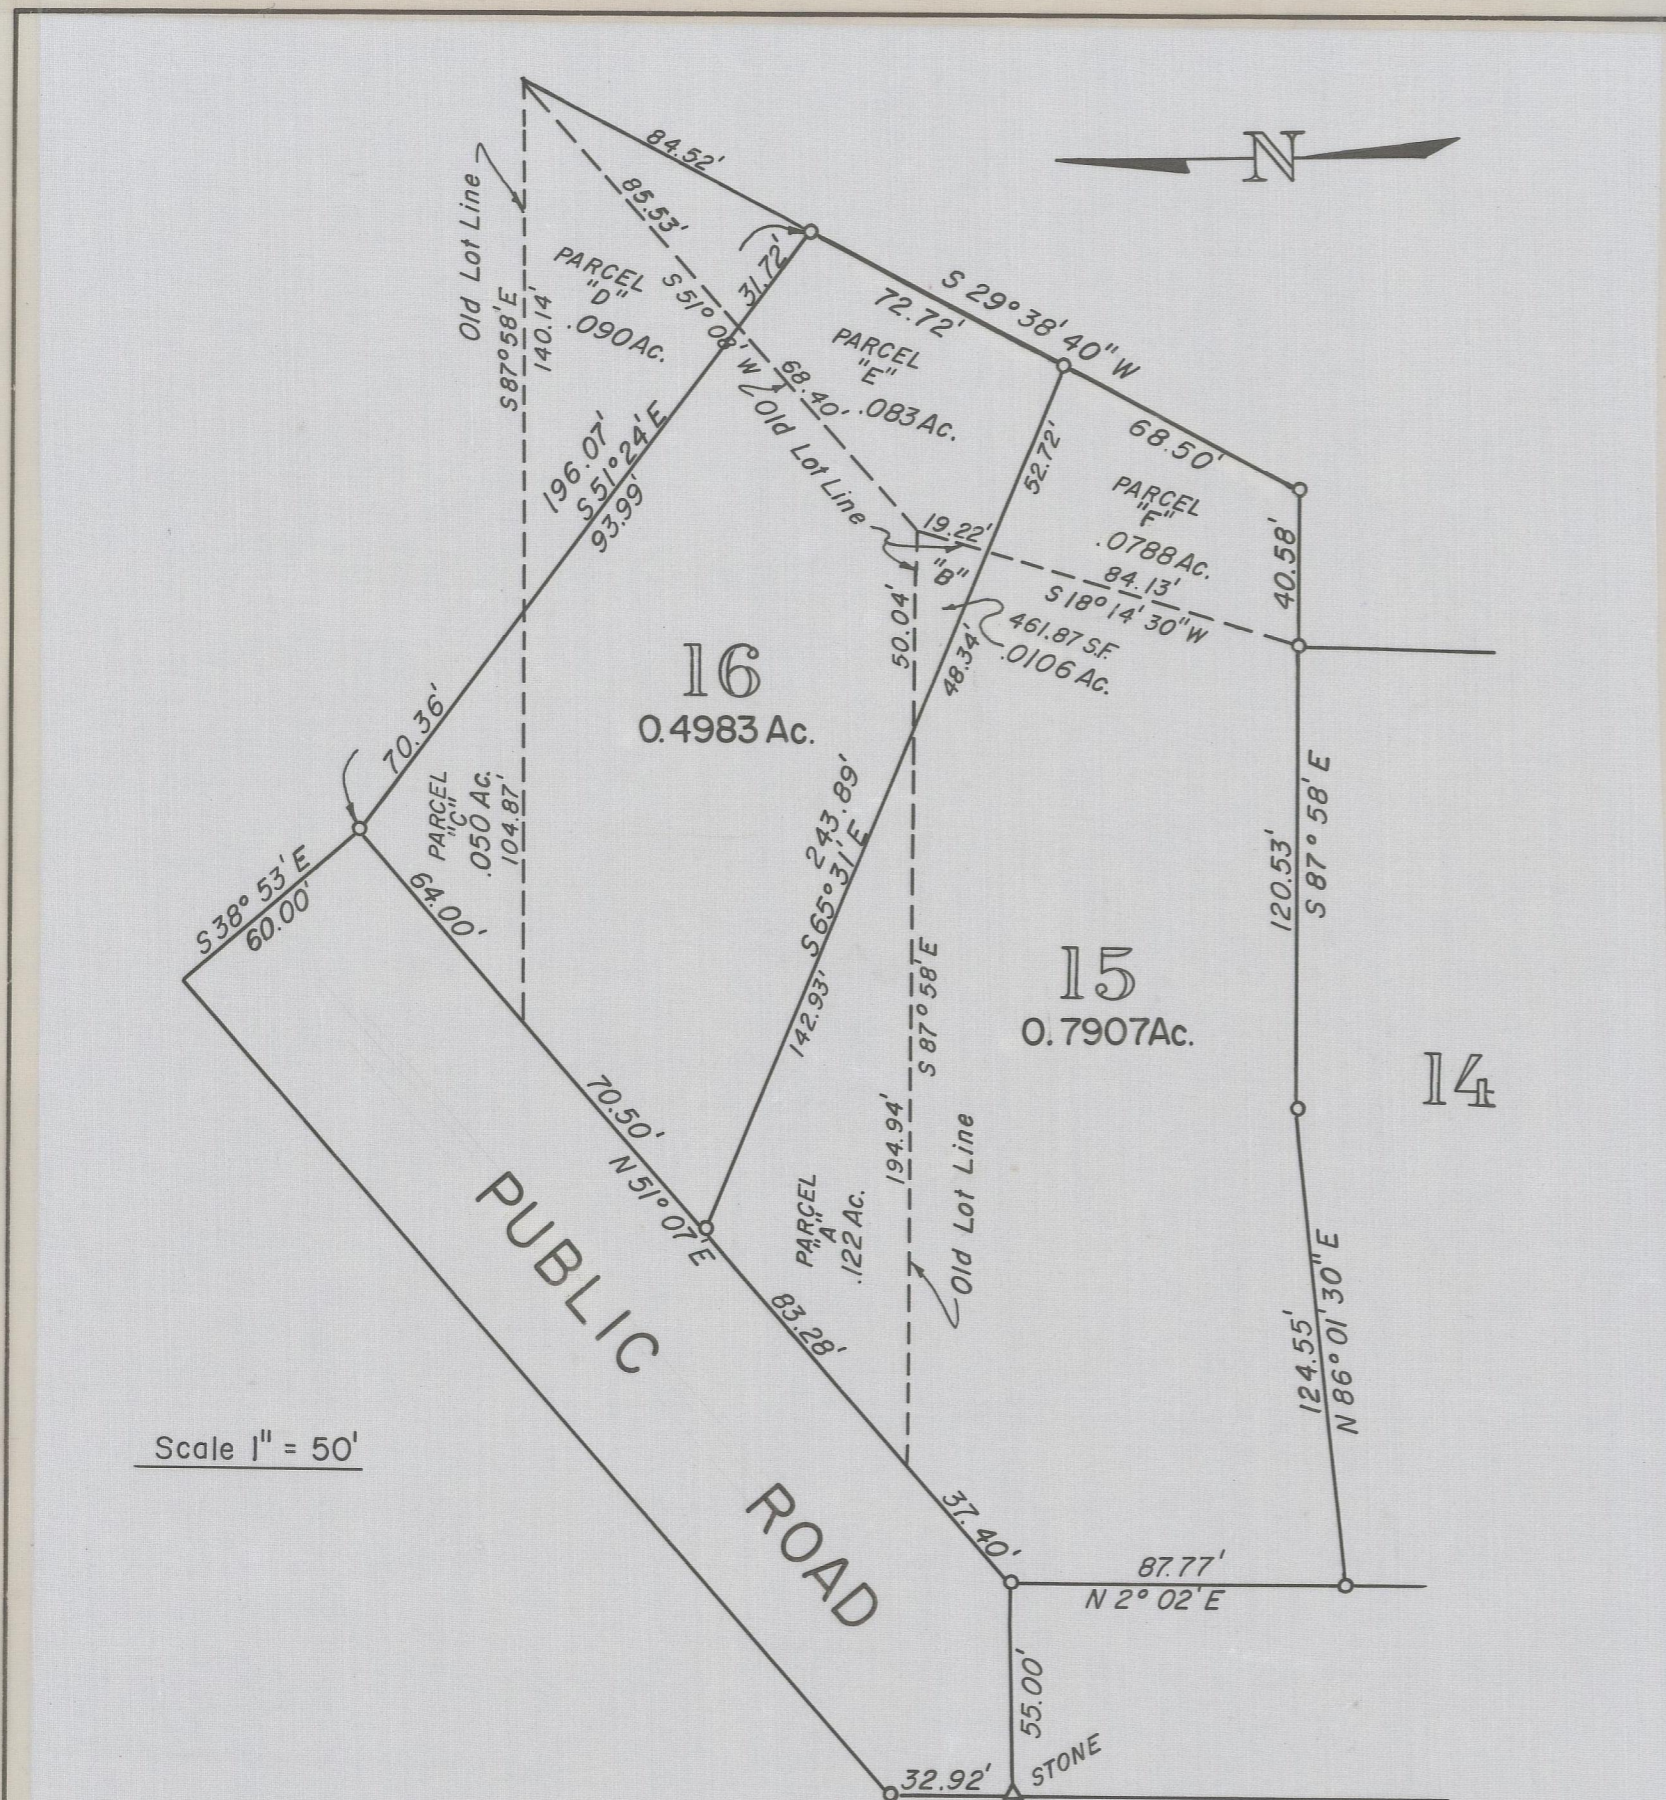 N
84.52'
85.53'
Old Lot Line
S 87° 58' E
140.14'
PARCEL
"D"
.090 Ac.
S 51° 08' W
31.72'
72.72'
S 29° 38' 40" W
PARCEL
"E"
.083 Ac.
68.40'
Old Lot Line
52.72'
68.50'
PARCEL
"F"
.0788 Ac.
84.13'
S 18° 14' 30" W
40.58'
196.07'
S 51° 24' E
93.99'
19.22'
"B"
50.04'
461.87 S.F.
.0106 Ac.
48.34'
16
0.4983 Ac.
70.36'
PARCEL
"C"
.050 Ac.
104.87'
S 38° 53' E
60.00'
64.00'
243.89'
S 65° 31' E
142.93'
S 87° 58' E
194.94'
Old Lot Line
15
0.7907 Ac.
120.53'
S 87° 58' E
14
70.50'
N 51° 07' E
PARCEL
"A"
.122 Ac.
83.28'
124.55'
N 86° 01' 30" E
PUBLIC
ROAD
Scale 1" = 50'
37.40'
87.77'
N 2° 02' E
55.00'
STONE
32.92'